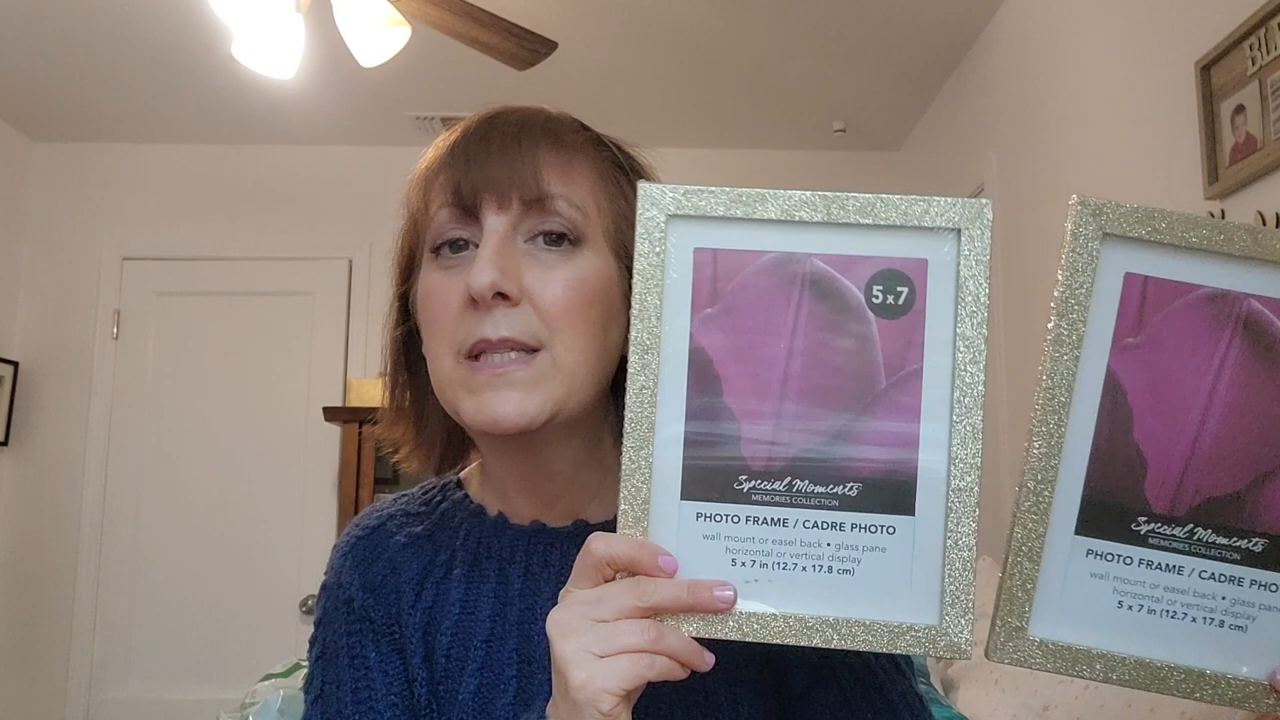 5x7
Special Moments
MEMORIES COLLECTION
PHOTO FRAME / CADRE PHOTO
wall mount or easel back • glass pane
horizontal or vertical display
5 x 7 in (12.7 x 17.8 cm)
Special Moments
MEMORIES COLLECTION
PHOTO FRAME / CADRE PHO
wall mount or easel back • glass pane
horizontal or vertical display
5 x 7 in (12.7 x 17.8 cm)
BL